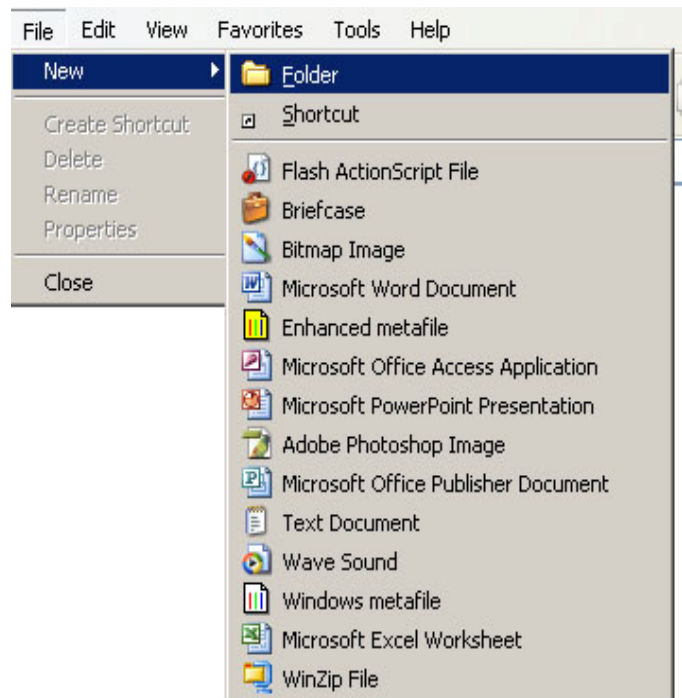 File Edit View Favorites Tools Help
New
Create Shortcut
Delete
Rename
Properties
Close
Folder
Shortcut
Flash ActionScript File
Briefcase
Bitmap Image
Microsoft Word Document
Enhanced metafile
Microsoft Office Access Application
Microsoft PowerPoint Presentation
Adobe Photoshop Image
Microsoft Office Publisher Document
Text Document
Wave Sound
Windows metafile
Microsoft Excel Worksheet
WinZip File